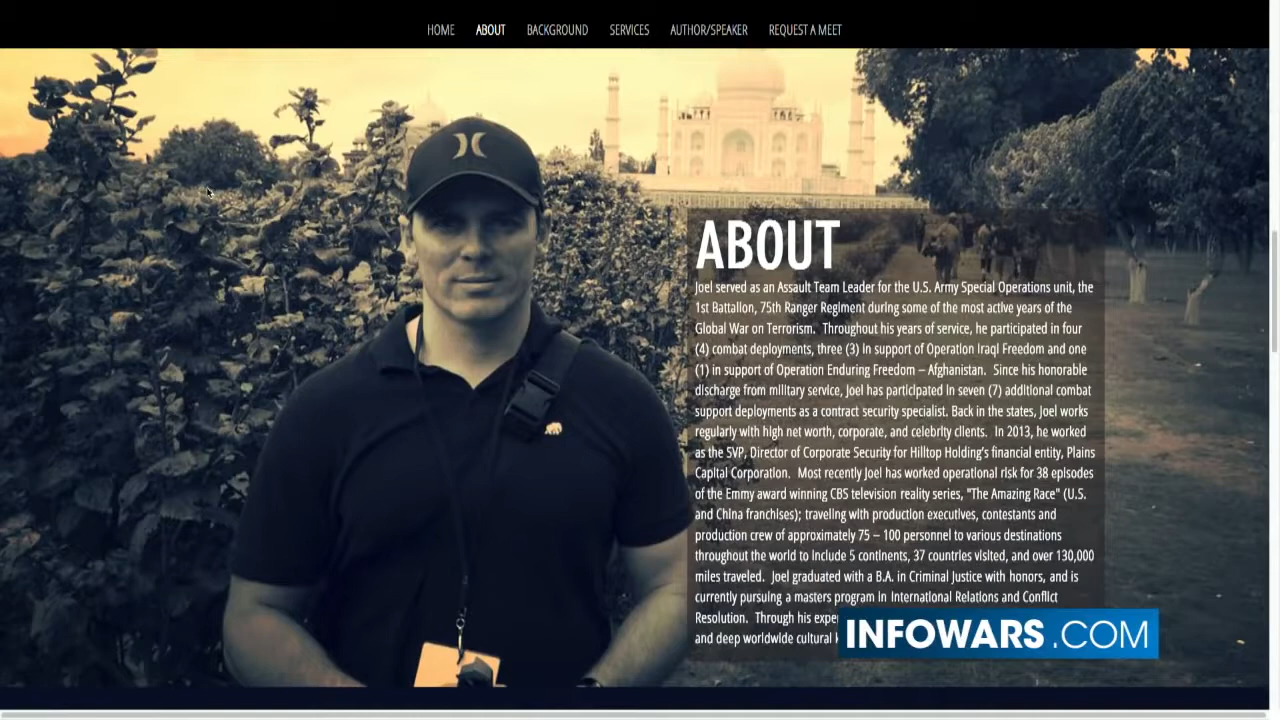 HOME ABOUT BACKGROUND SERVICES AUTHOR/SPEAKER REQUEST A MEET
ABOUT
Joel served as an Assault Team Leader for the U.S. Army Special Operations unit, the
1st Battalion, 75th Ranger Regiment during some of the most active years of the
Global War on Terrorism. Throughout his years of service, he participated in four
(4) combat deployments, three (3) in support of Operation Iraqi Freedom and one
(1) in support of Operation Enduring Freedom – Afghanistan. Since his honorable
discharge from military service, Joel has participated in seven (7) additional combat
support deployments as a contract security specialist. Back in the states, Joel works
regularly with high net worth, corporate, and celebrity clients. In 2013, he worked
as the SVP, Director of Corporate Security for Hilltop Holding's financial entity, Plains
Capital Corporation. Most recently Joel has worked operational risk for 38 episodes
of the Emmy award winning CBS television reality series, "The Amazing Race" (U.S.
and China franchises); traveling with production executives, contestants and
production crew of approximately 75 – 100 personnel to various destinations
throughout the world to include 5 continents, 37 countries visited, and over 130,000
miles traveled. Joel graduated with a B.A. in Criminal Justice with honors, and is
currently pursuing a masters program in International Relations and Conflict
Resolution. Through his
and deep worldwide cultural
INFOWARS.COM